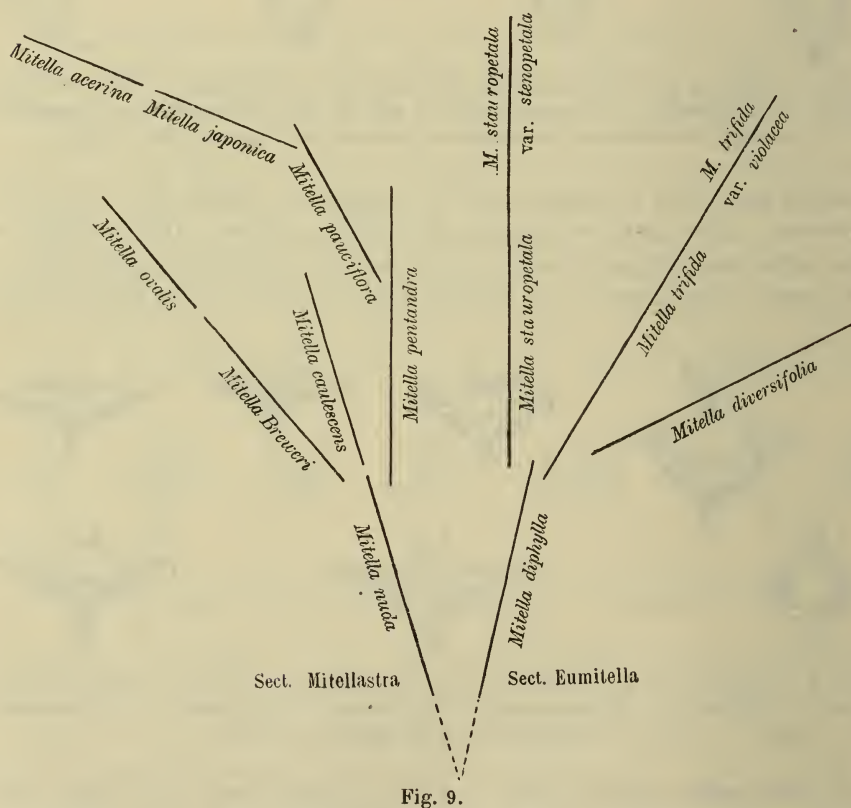 Mitella acerina
Mitella japonica
Mitella pauciflora
Mitella ovalis
Mitella Breweri
Mitella caulescens
Mitella pentandra
M. stauropetala
var. stenopetala
Mitella stauropetala
M. trifida
var. violacea
Mitella trifida
Mitella diversifolia
Mitella nuda
Mitella diphylla
Sect. Mitellastra
Sect. Eumitella
Fig. 9.